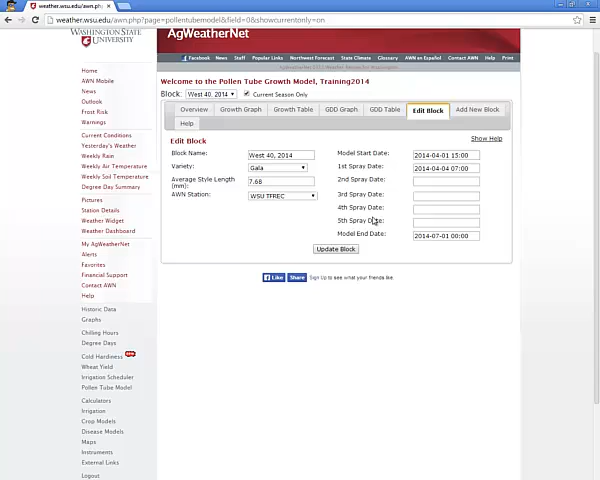 weather.wsu.edu/awn.p
weather.wsu.edu/awn.php?page=pollentubemodel&field=0&showcurrentonly=on
WASHINGTON STATE
UNIVERSITY
AgWeatherNet
Facebook News Staff Popular Links Northwest Forecast State Climate Glossary AWN en Español Contact AWN Help Print
Home
AWN Mobile
News
Outlook
Frost Risk
Warnings
Current Conditions
Yesterday's Weather
Weekly Rain
Weekly Air Temperature
Weekly Soil Temperature
Degree Day Summary
Pictures
Station Details
Weather Widget
Weather Dashboard
My AgWeatherNet
Alerts
Favorites
Financial Support
Contact AWN
Help
Historic Data
Graphs
Chilling Hours
Degree Days
Cold Hardiness
Wheat Yield
Irrigation Scheduler
Pollen Tube Model
Calculators
Irrigation
Crop Models
Disease Models
Maps
Instruments
External Links
Logout
Welcome to the Pollen Tube Growth Model, Training2014
Block: West 40, 2014 Current Season Only
Overview Growth Graph Growth Table GDD Graph GDD Table Edit Block Add New Block
Help
Show Help
Edit Block
Block Name: West 40, 2014
Variety: Gala
Average Style Length
(mm): 7.68
AWN Station: WSU TFREC
Model Start Date: 2014-04-01 15:00
1st Spray Date: 2014-04-04 07:00
2nd Spray Date:
3rd Spray Date:
4th Spray Date:
5th Spray Date:
Model End Date: 2014-07-01 00:00
Update Block
Like Share Sign Up to see what your friends like.